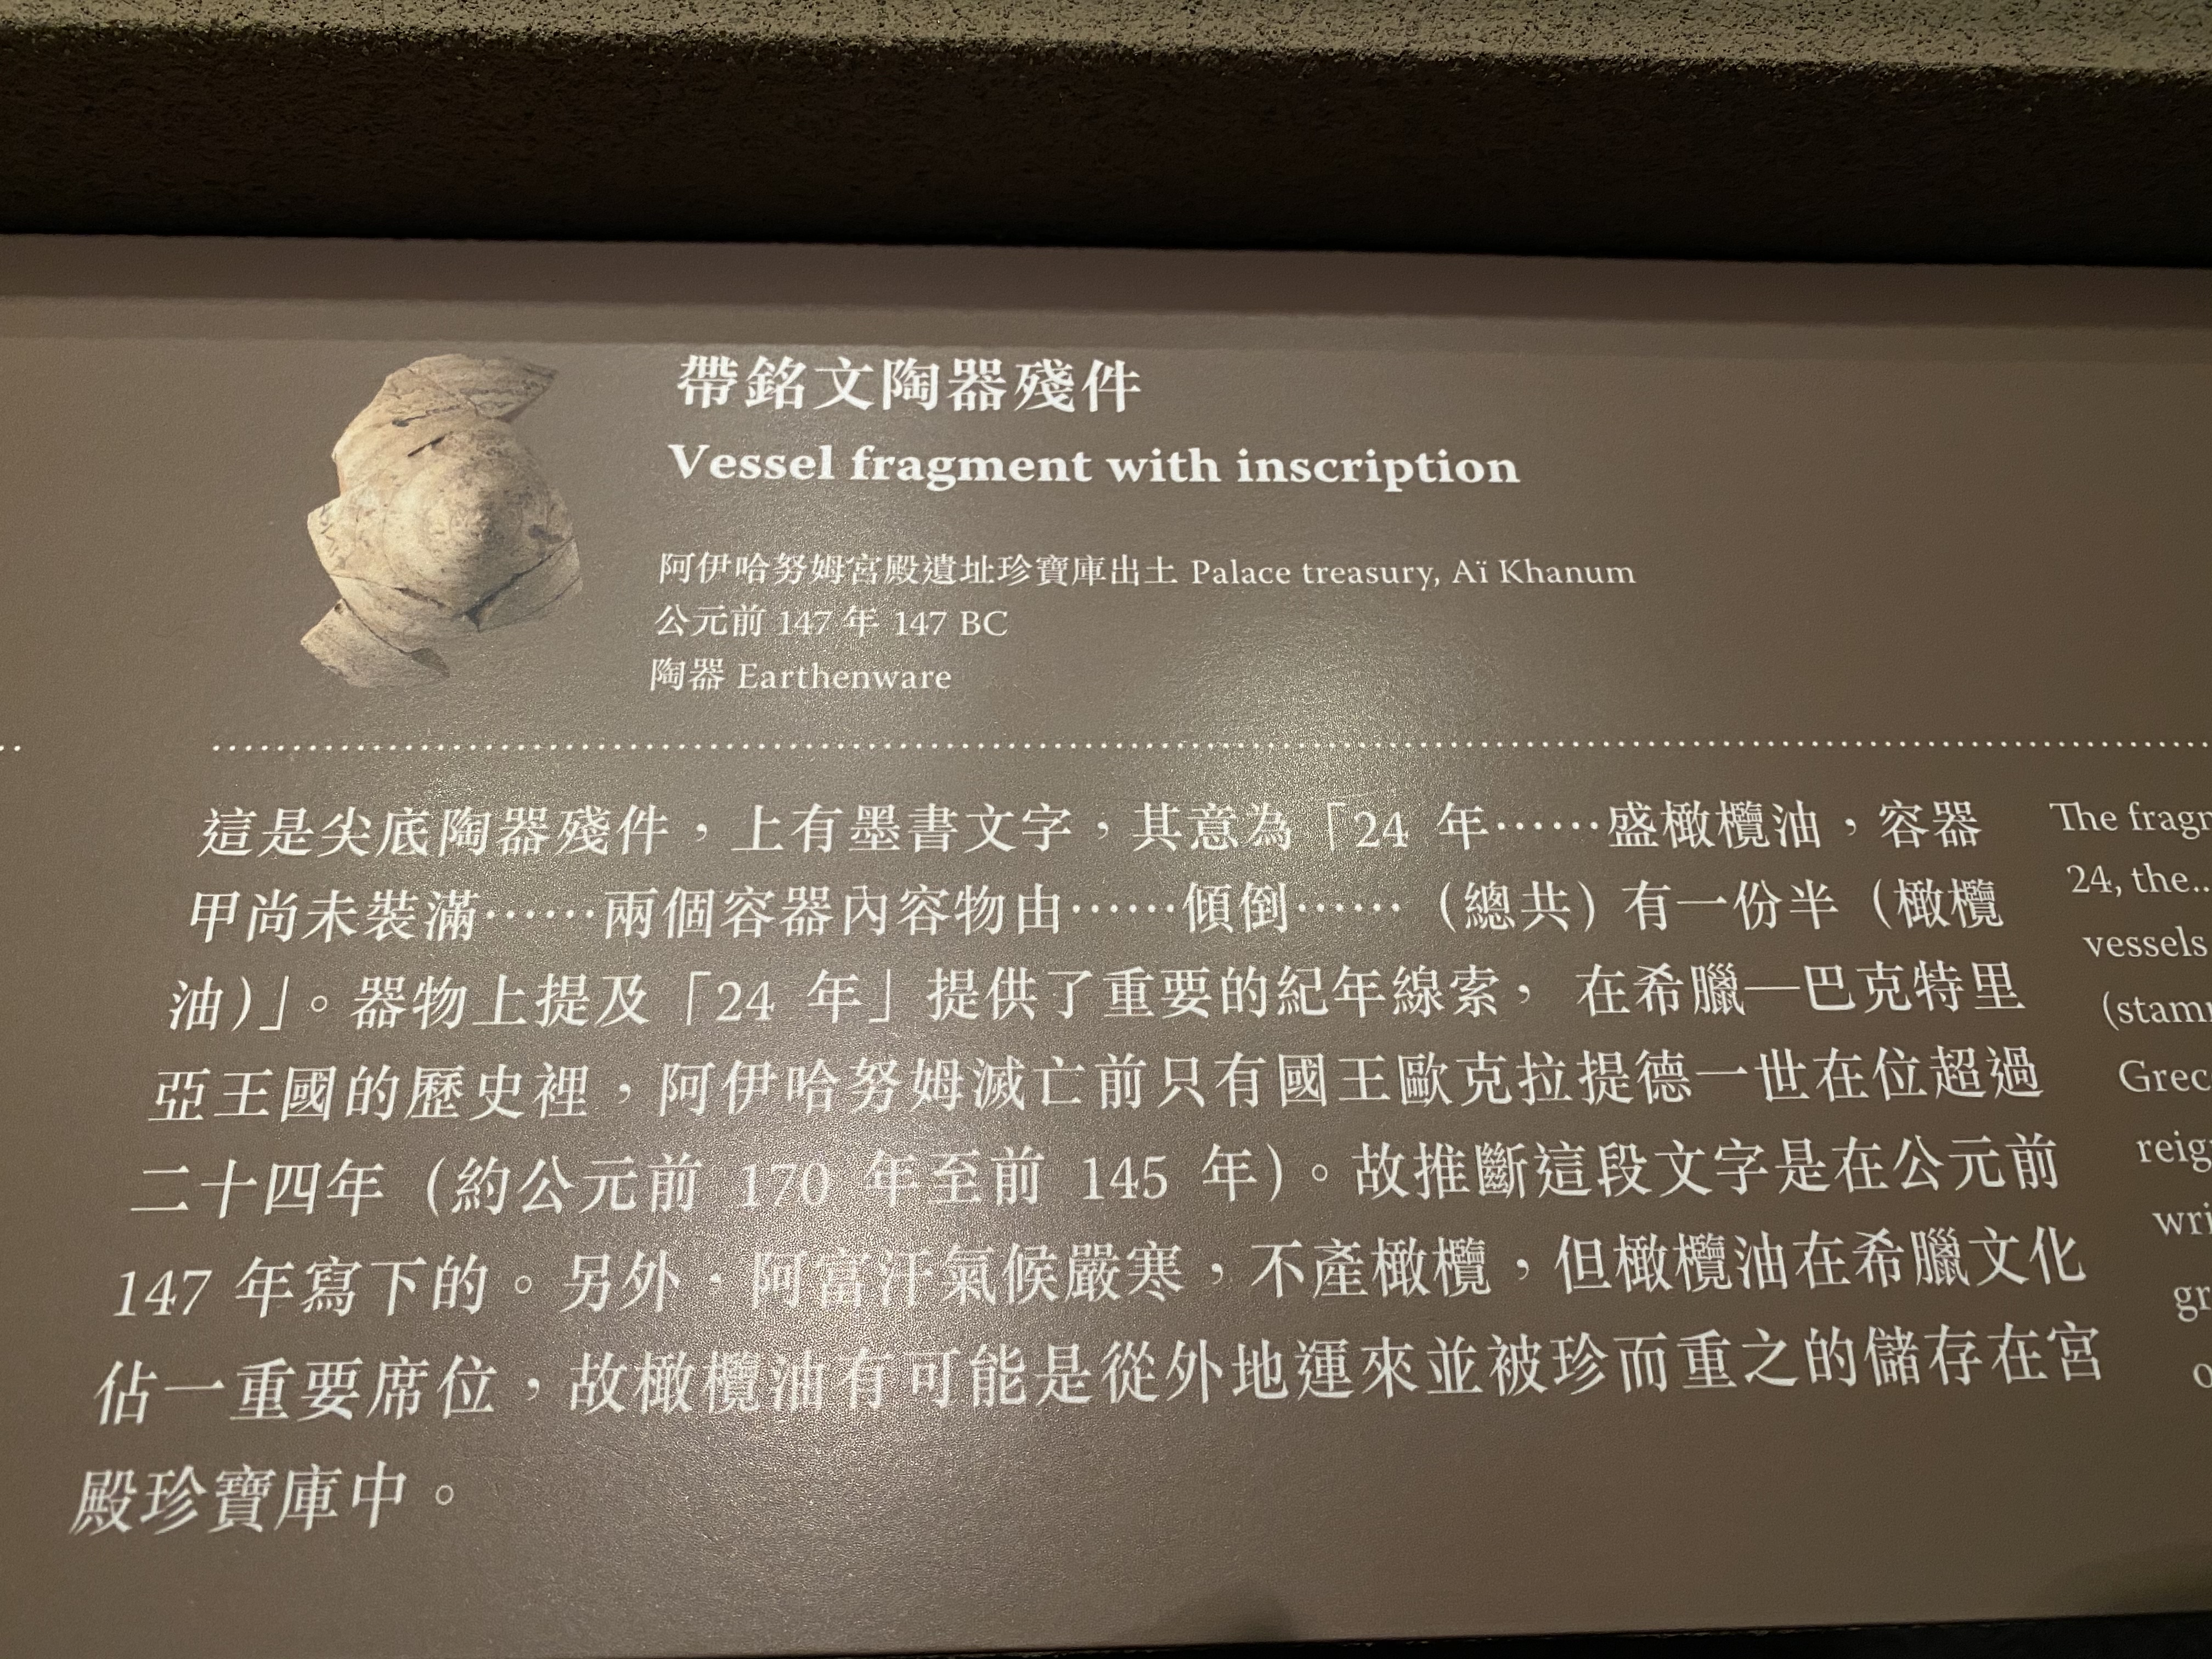 帶銘文陶器殘件
Vessel fragment with inscription
阿伊哈努姆宮殿遺址珍寶庫出土 Palace treasury, Aï Khanum
公元前 147 年 147 BC
陶器 Earthenware
這是尖底陶器殘件，上有墨書文字，其意為「24 年⋯⋯盛橄欖油，容器
甲尚未裝滿⋯⋯兩個容器內容物由⋯⋯傾倒⋯⋯（總共）有一份半（橄欖
油）」。器物上提及「24 年」提供了重要的紀年線索，在希臘—巴克特里
亞王國的歷史裡，阿伊哈努姆滅亡前只有國王歐克拉提德一世在位超過
二十四年（約公元前 170 年至前 145 年）。故推斷這段文字是在公元前
147 年寫下的。另外，阿富汗氣候嚴寒，不產橄欖，但橄欖油在希臘文化
佔一重要席位，故橄欖油有可能是從外地運來並被珍而重之的儲存在宮
殿珍寶庫中。
The
24, the..
vessels